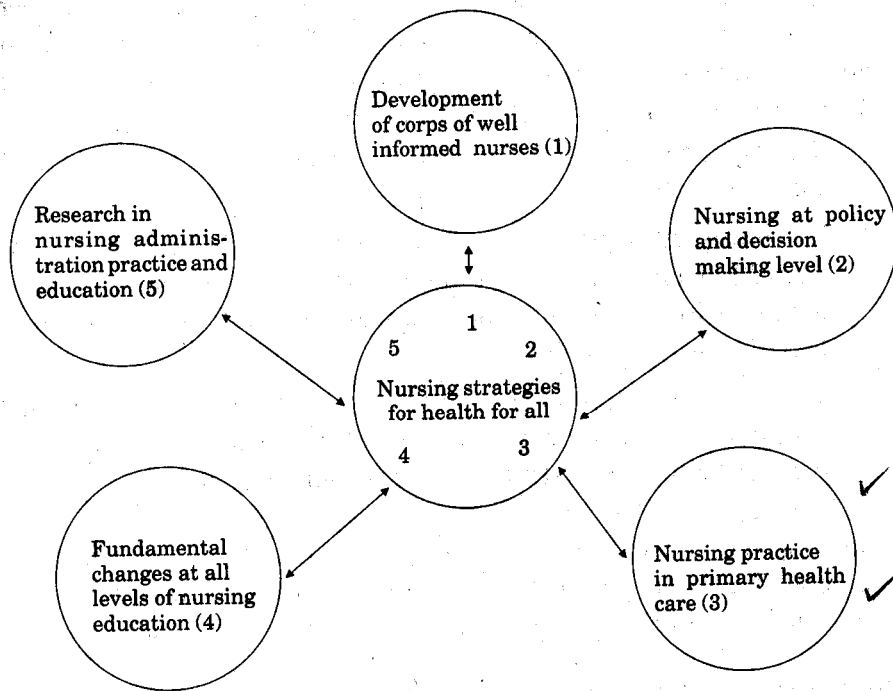 Development
of corps of well
informed nurses (1)
Research in
nursing adminis-
tration practice and
education (5)
Nursing at policy
and decision
making level (2)
1
5
2
Nursing strategies
for health for all
4
3
Fundamental
changes at all
levels of nursing
education (4)
Nursing practice
in primary health
care (3)